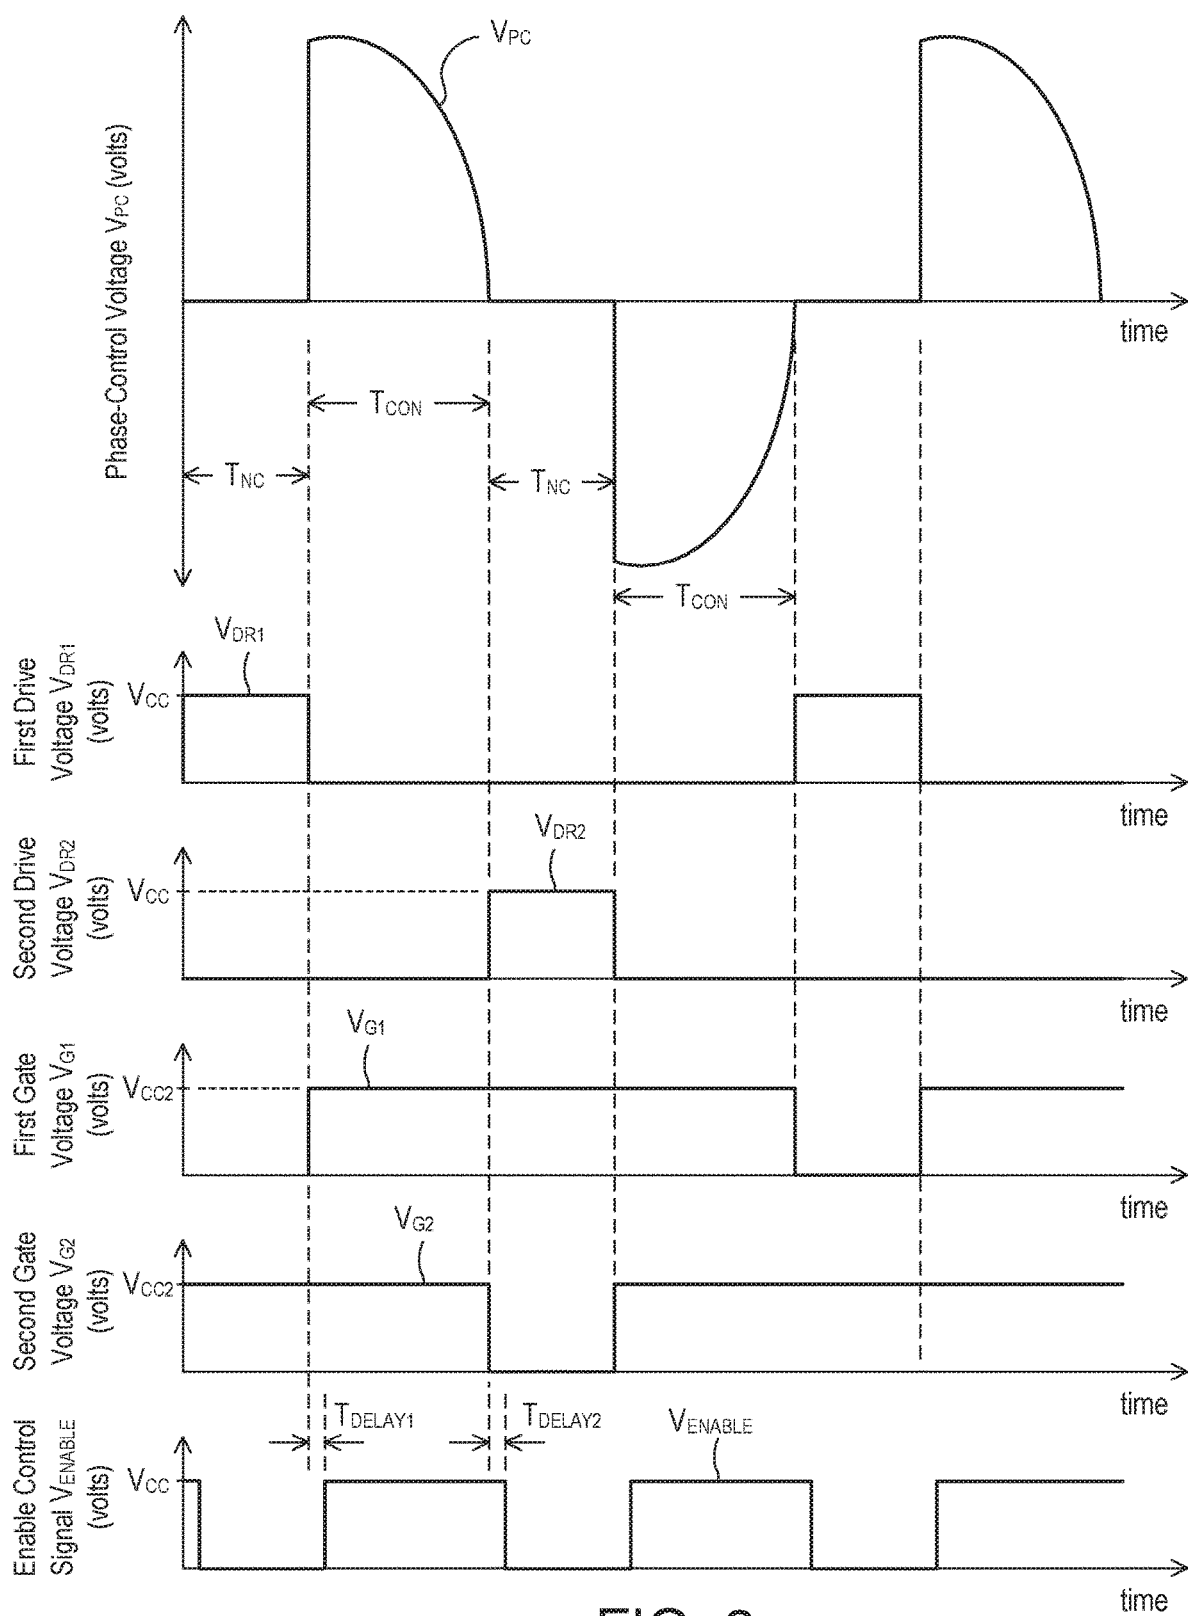 Phase-Control Voltage VPC (volts)
VPC
time
TCON
TNC
TNC
TCON
First Drive
Voltage VDR1
(volts)
VCC
VDR1
time
Second Drive
Voltage VDR2
(volts)
VCC
VDR2
time
First Gate
Voltage VG1
(volts)
VCC2
VG1
time
Second Gate
Voltage VG2
(volts)
VCC2
VG2
time
Enable Control
Signal VENABLE
(volts)
VCC
TDELAY1
TDELAY2
VENABLE
time